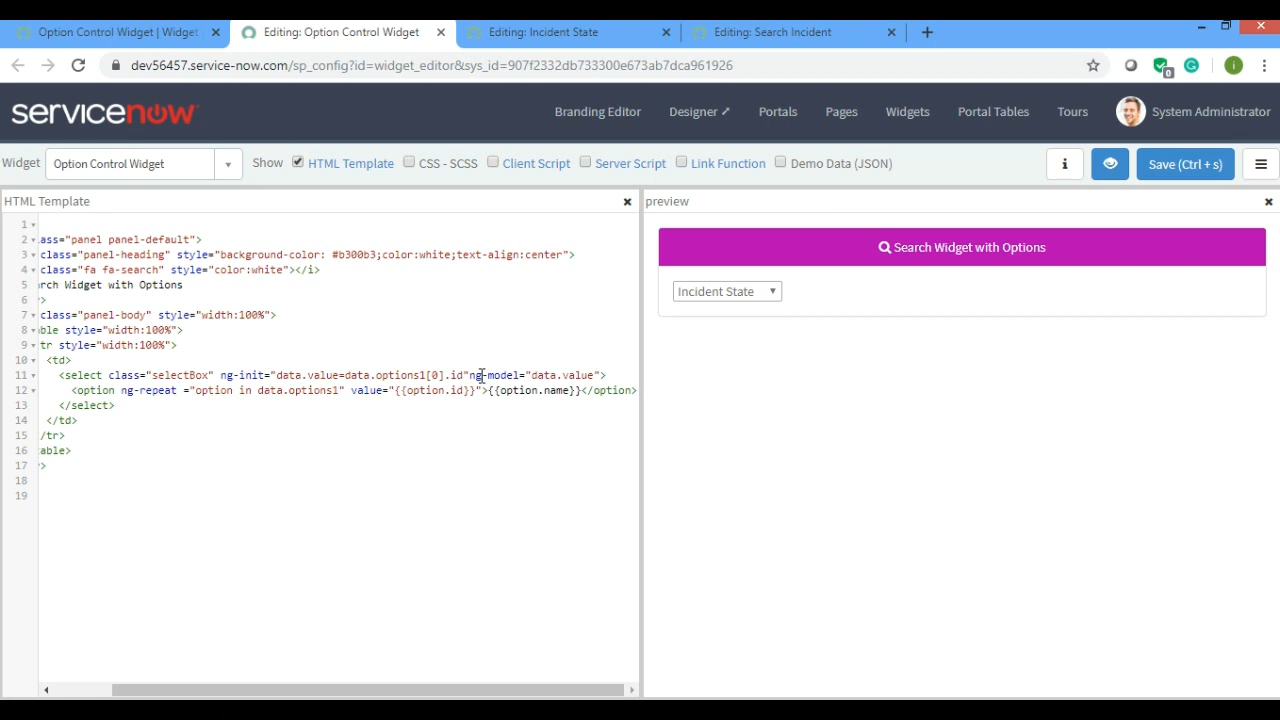 Option Control Widget | Widget
Editing: Option Control Widget
Editing: Incident State
Editing: Search Incident
dev56457.service-now.com/sp_config?id=widget_editor&sys_id=907f2332db733300e673ab7dca961926
0
i
servicenow
Branding Editor
Designer
Portals
Pages
Widgets
Portal Tables
Tours
System Administrator
Widget
Option Control Widget
Show
HTML Template
CSS - SCSS
Client Script
Server Script
Link Function
Demo Data (JSON)
i
Save (Ctrl + s)
HTML Template
1
2 ass="panel panel-default">
3 class="panel-heading" style="background-color: #b300b3;color:white;text-align:center">
4 class="fa fa-search" style="color:white"></i>
5 rch Widget with Options
6 >
7 class="panel-body" style="width:100%">
8 ble style="width:100%">
9 tr style="width:100%">
10 <td>
11 <select class="selectBox" ng-init="data.value=data.options1[0].id"ng-model="data.value">
12 <option ng-repeat ="option in data.options1" value="{{option.id}}">{{option.name}}</option>
13 </select>
14 </td>
15 /tr>
16 able>
17 >
18
19
preview
Search Widget with Options
Incident State